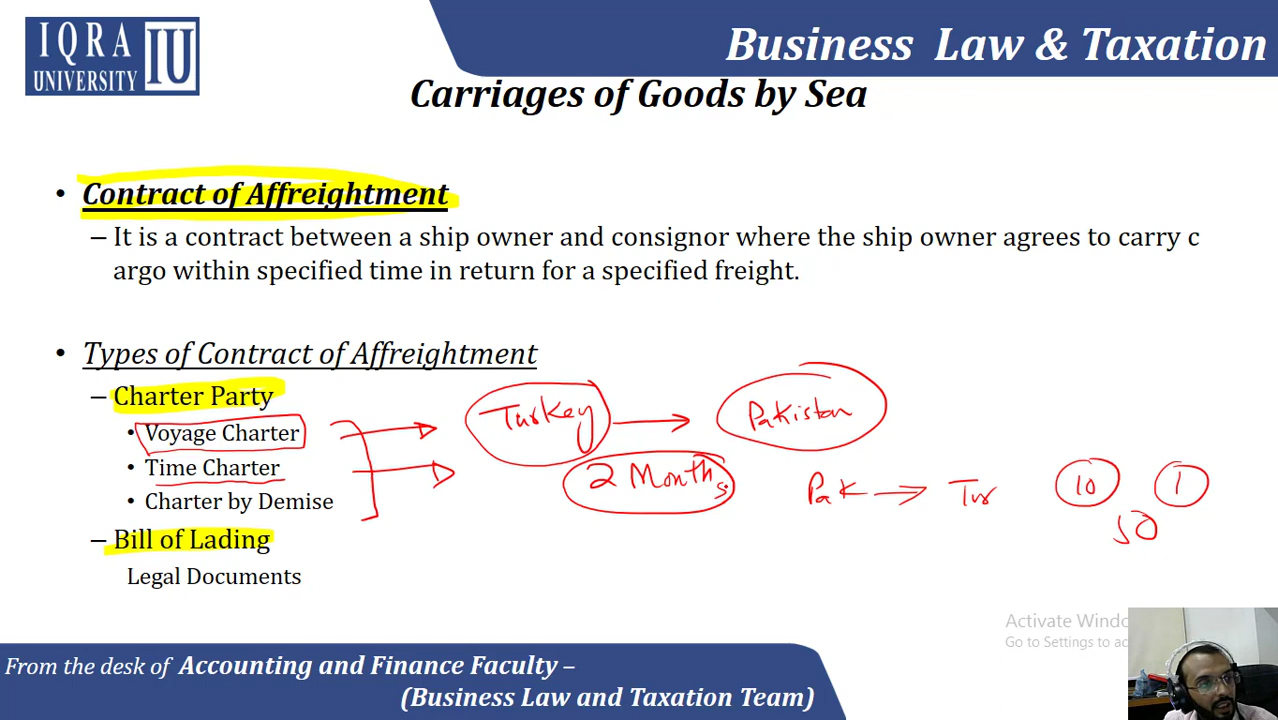 IQRA
UNIVERSITY
IU
Business Law & Taxation
Carriages of Goods by Sea
• Contract of Affreightment
– It is a contract between a ship owner and consignor where the ship owner agrees to carry c
argo within specified time in return for a specified freight.
• Types of Contract of Affreightment
– Charter Party
• Voyage Charter
• Time Charter
• Charter by Demise
– Bill of Lading
Legal Documents
Turkey → Pakistan
2 Months
Pak → Tur
10
1
50
Activate Windo
Go to Settings to ac
From the desk of Accounting and Finance Faculty –
(Business Law and Taxation Team)